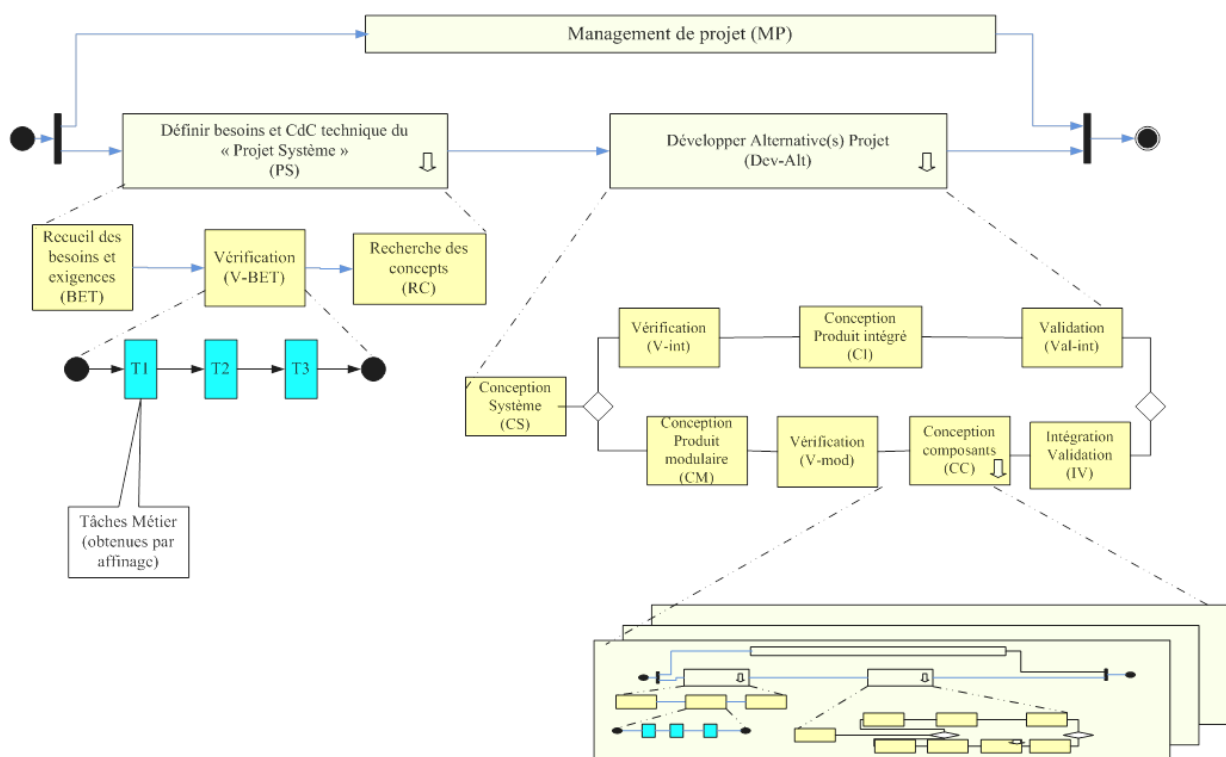 Management de projet (MP)
Définir besoins et CdC technique du
« Projet Système »
(PS)
Développer Alternative(s) Projet
(Dev-Alt)
Recueil des
besoins et
exigences
(BET)
Vérification
(V-BET)
Recherche des
concepts
(RC)
T1
T2
T3
Tâches Métier
(obtenues par
affinage)
Vérification
(V-int)
Conception
Produit intégré
(CI)
Validation
(Val-int)
Conception
Système
(CS)
Conception
Produit
modulaire
(CM)
Vérification
(V-mod)
Conception
composants
(CC)
Intégration
Validation
(IV)